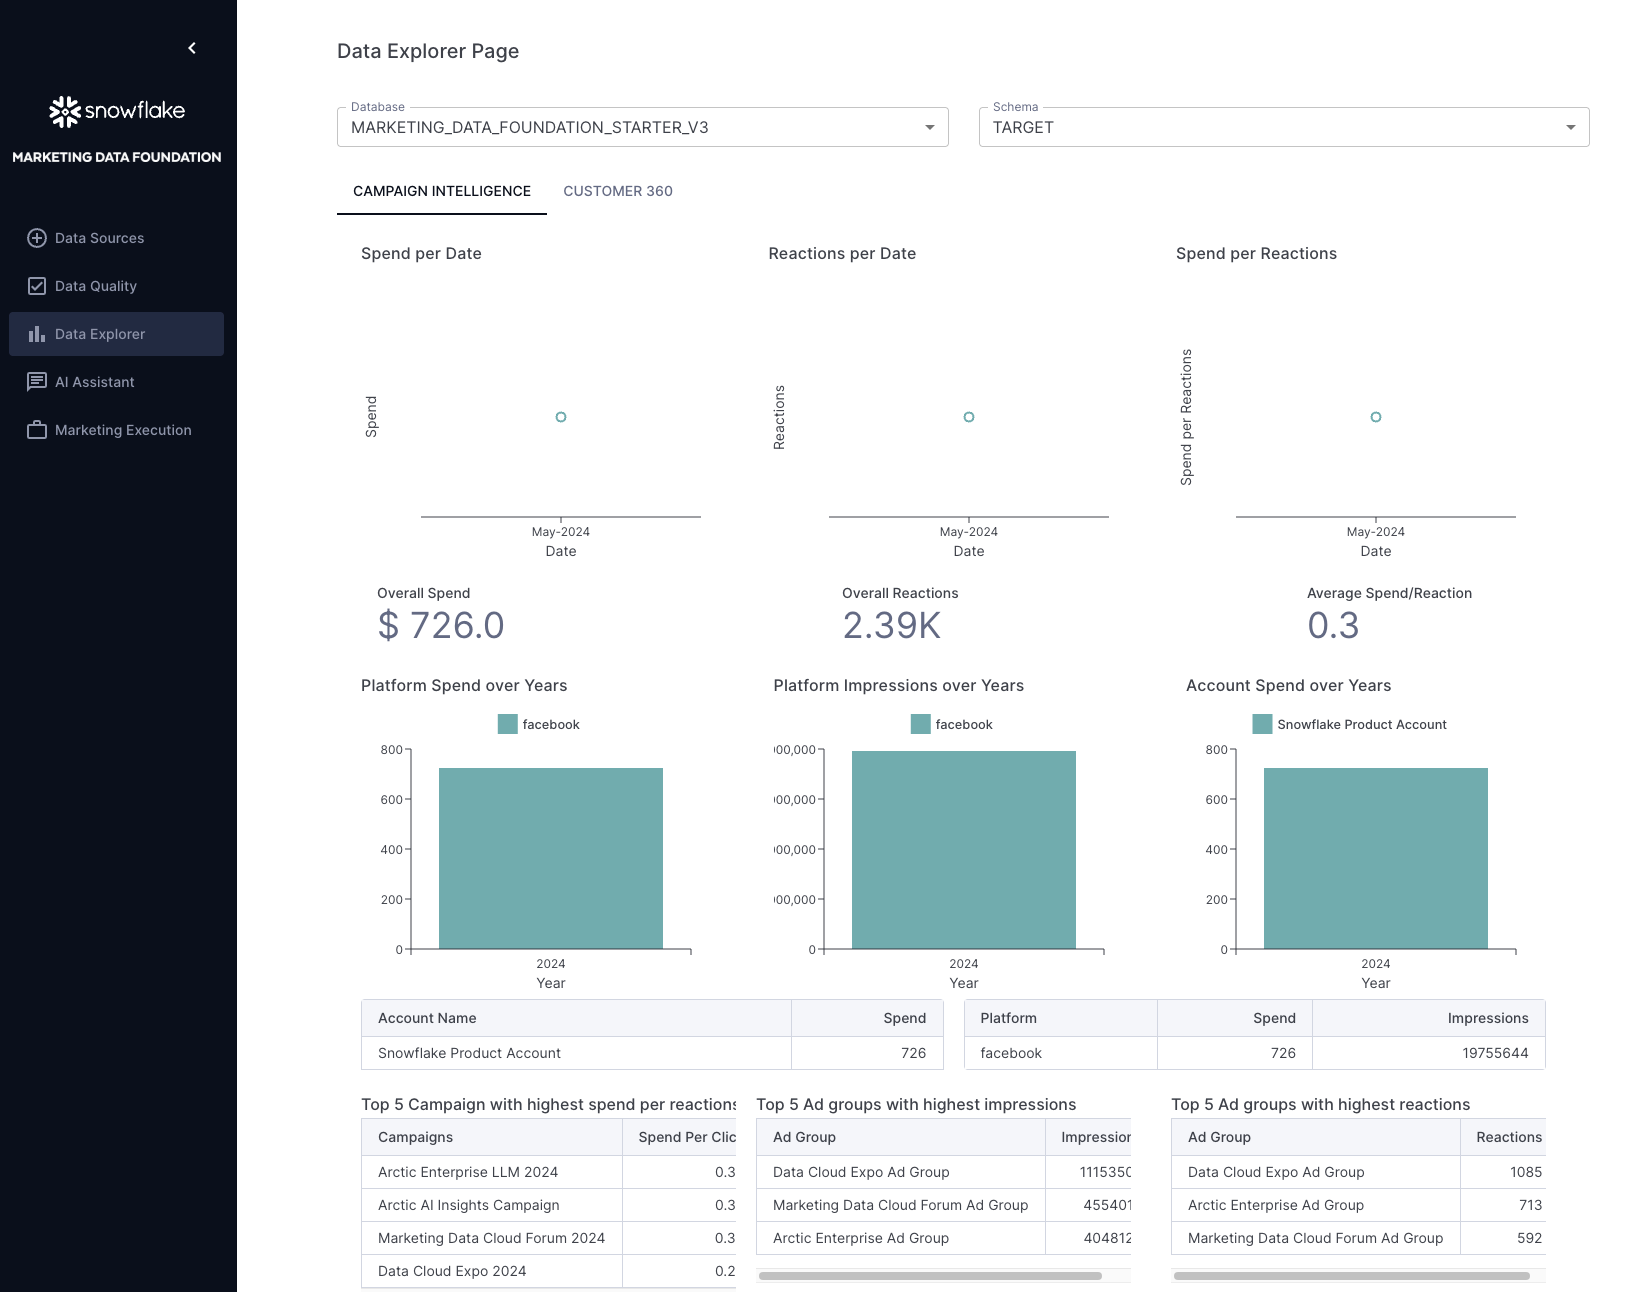 snowflake
MARKETING DATA FOUNDATION
Data Sources
Data Quality
Data Explorer
AI Assistant
Marketing Execution
Data Explorer Page
Database
MARKETING_DATA_FOUNDATION_STARTER_V3
Schema
TARGET
CAMPAIGN INTELLIGENCE
CUSTOMER 360
Spend per Date
Spend
May-2024
Date
Reactions per Date
Reactions
May-2024
Date
Spend per Reactions
Spend per Reactions
May-2024
Date
Overall Spend
$ 726.0
Overall Reactions
2.39K
Average Spend/Reaction
0.3
Platform Spend over Years
facebook
800
600
400
200
0
2024
Year
Platform Impressions over Years
facebook
00,000
00,000
00,000
00,000
0
2024
Year
Account Spend over Years
Snowflake Product Account
800
600
400
200
0
2024
Year
Account Name Spend
Snowflake Product Account 726
Platform Spend Impressions
facebook 726 19755644
Top 5 Campaign with highest spend per reactions
Campaigns Spend Per Clic
Arctic Enterprise LLM 2024 0.3
Arctic AI Insights Campaign 0.3
Marketing Data Cloud Forum 2024 0.3
Data Cloud Expo 2024 0.2
Top 5 Ad groups with highest impressions
Ad Group Impression
Data Cloud Expo Ad Group 1115350
Marketing Data Cloud Forum Ad Group 455401
Arctic Enterprise Ad Group 404812
Top 5 Ad groups with highest reactions
Ad Group Reactions
Data Cloud Expo Ad Group 1085
Arctic Enterprise Ad Group 713
Marketing Data Cloud Forum Ad Group 592